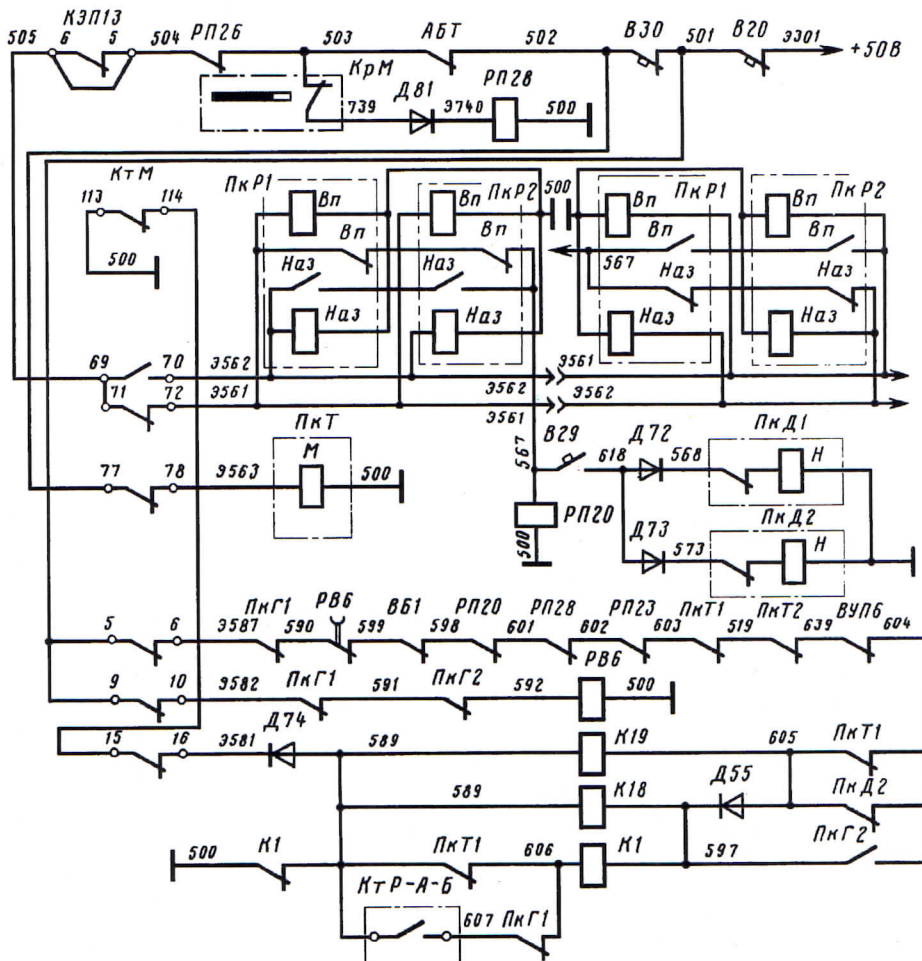 505 6 КЭП13 5 504 РП26 503 АБТ 502 В30 501 В20 Э301 +50В
КрМ 739 Д81 Э740 РП28 500
КтМ
113 114
500
ПкР1 ПкР2 500 ПкР1 ПкР2
Вп Вп Вп Вп
Вп Вп Вп Вп
567
Наз Наз Наз Наз
Наз Наз Наз Наз
69 70 Э562 Э562 Э561
71 72 Э561 Э561 Э562
ПкТ
77 78 Э563 М 500
567 В29 618 Д72 568 ПкД1 Н
РП20 Д73 573 ПкД2 Н
500
5 6 Э587 ПкГ1 590 РВ6 599 ВБ1 598 РП20 601 РП28 602 РП23 603 ПкТ1 519 ПкТ2 639 ВУП6 604
9 10 Э582 ПкГ1 591 ПкГ2 592 РВ6 500
15 16 Э581 Д74 589 К19 605 ПкТ1
589 К18 Д55 ПкД2
500 К1 ПкТ1 606 К1 597 ПкГ2
КтР-А-Б 607 ПкГ1